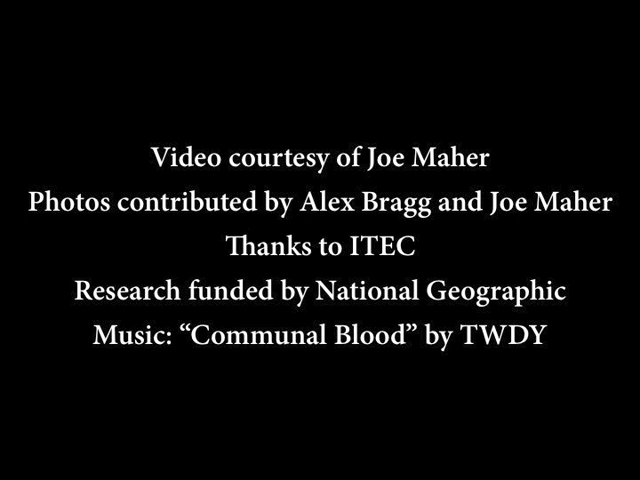 Video courtesy of Joe Maher
Photos contributed by Alex Bragg and Joe Maher
Thanks to ITEC
Research funded by National Geographic
Music: “Communal Blood” by TWDY